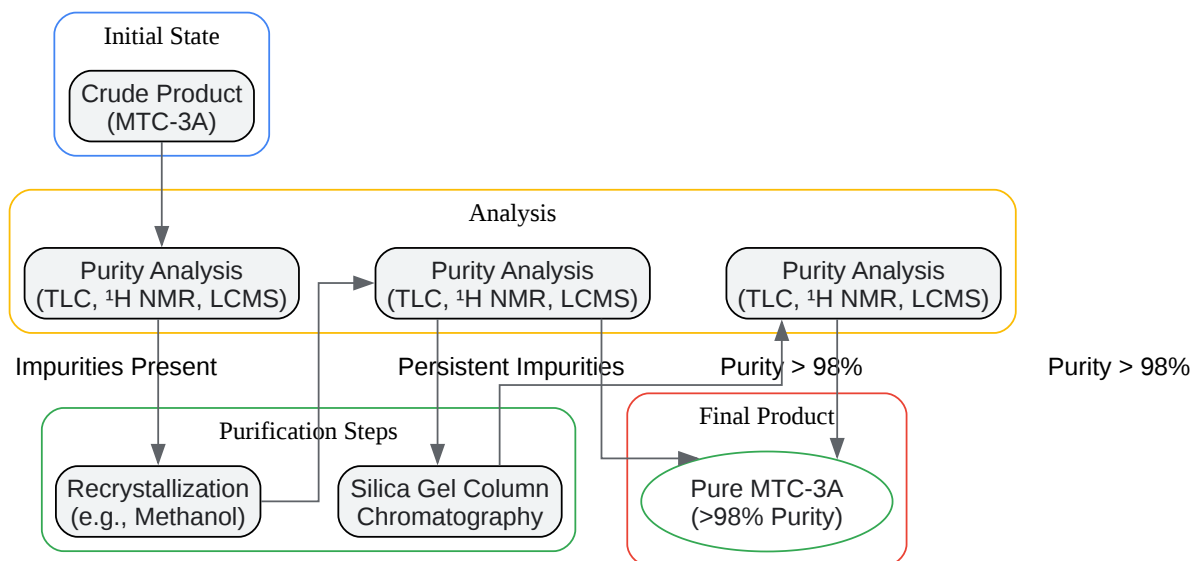 Initial State
Crude Product
(MTC-3A)
Analysis
Purity Analysis
(TLC, ¹H NMR, LCMS)
Purity Analysis
(TLC, ¹H NMR, LCMS)
Purity Analysis
(TLC, ¹H NMR, LCMS)
Impurities Present
Persistent Impurities
Purity > 98%
Purity > 98%
Purification Steps
Final Product
Recrystallization
(e.g., Methanol)
Silica Gel Column
Chromatography
Pure MTC-3A
(>98% Purity)